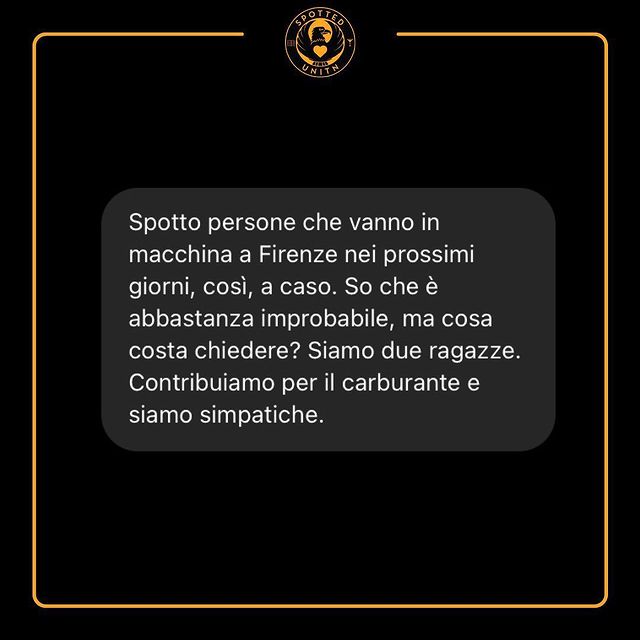 SPOTTED
UNITN
Spotto persone che vanno in
macchina a Firenze nei prossimi
giorni, così, a caso. So che è
abbastanza improbabile, ma cosa
costa chiedere? Siamo due ragazze.
Contribuiamo per il carburante e
siamo simpatiche.